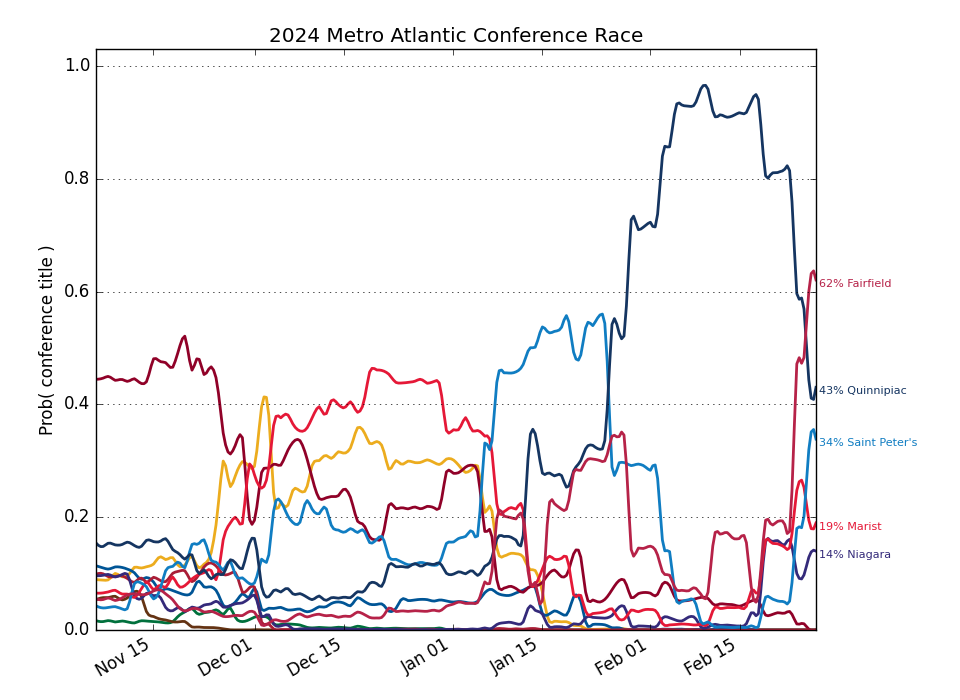 2024 Metro Atlantic Conference Race
Prob( conference title )
1.0
0.8
0.6
0.4
0.2
0.0
62% Fairfield
43% Quinnipiac
34% Saint Peter's
19% Marist
14% Niagara
Nov 15
Dec 01
Dec 15
Jan 01
Jan 15
Feb 01
Feb 15